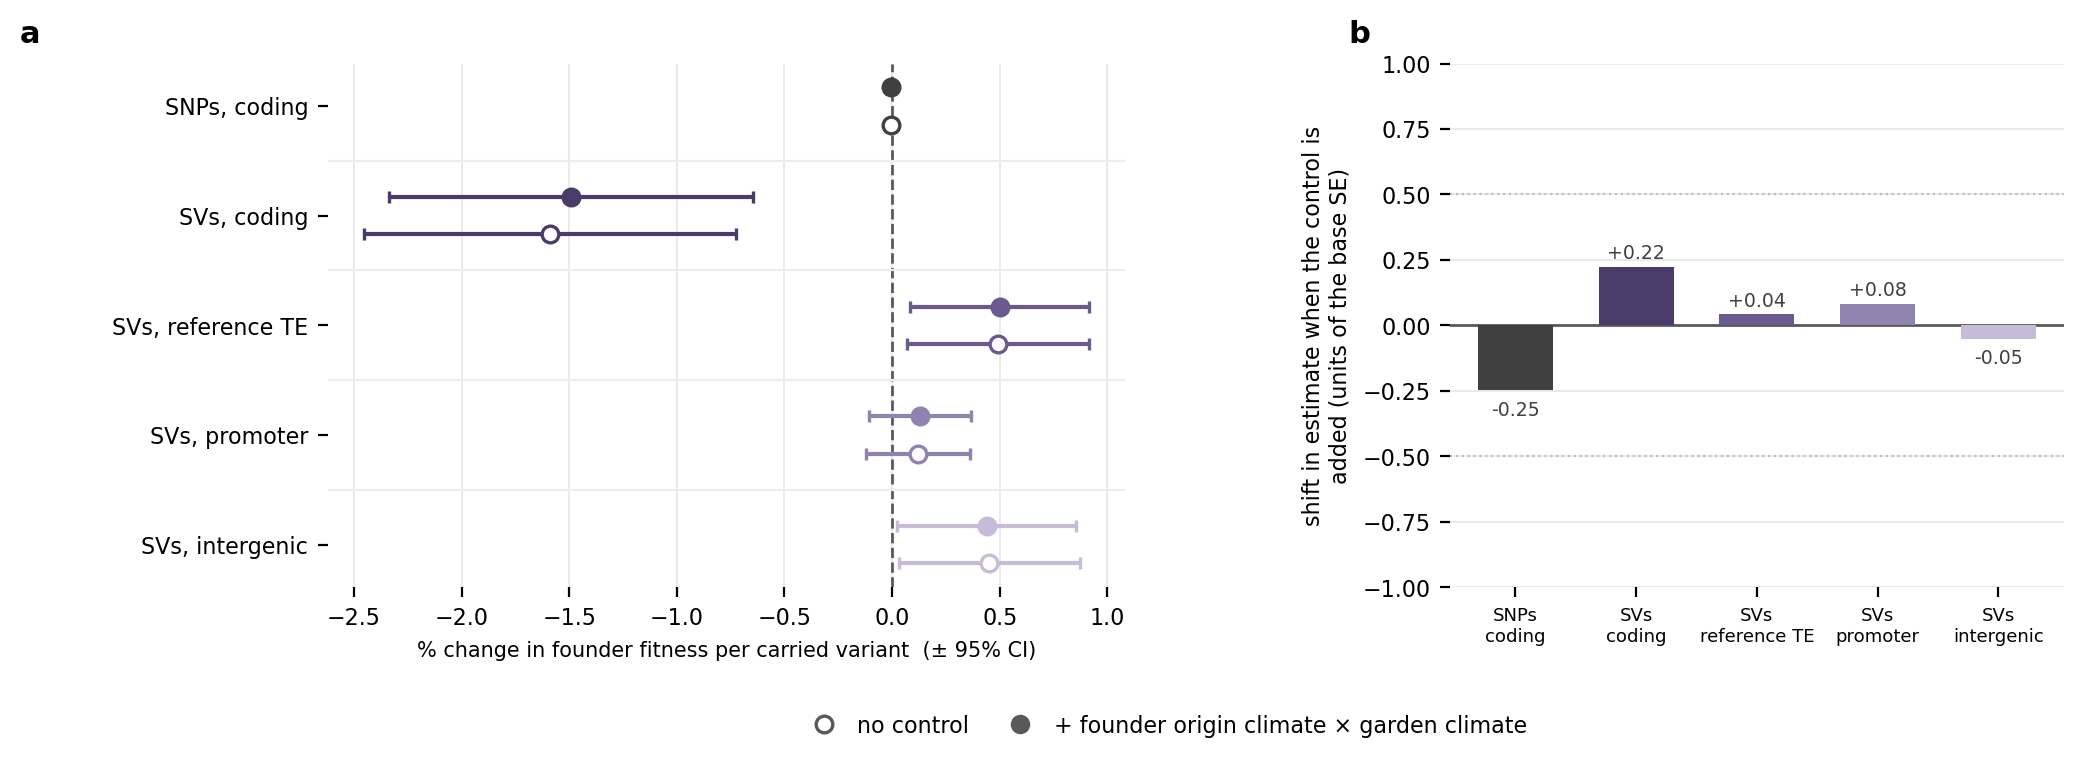 a
SNPs, coding
SVs, coding
SVs, reference TE
SVs, promoter
SVs, intergenic
−2.5 −2.0 −1.5 −1.0 −0.5 0.0 0.5 1.0
% change in founder fitness per carried variant (± 95% CI)
b
shift in estimate when the control is
added (units of the base SE)
1.00
0.75
0.50
0.25
0.00
−0.25
−0.50
−0.75
−1.00
-0.25
+0.22
+0.04
+0.08
-0.05
SNPs
coding
SVs
coding
SVs
reference TE
SVs
promoter
SVs
intergenic
no control
+ founder origin climate × garden climate